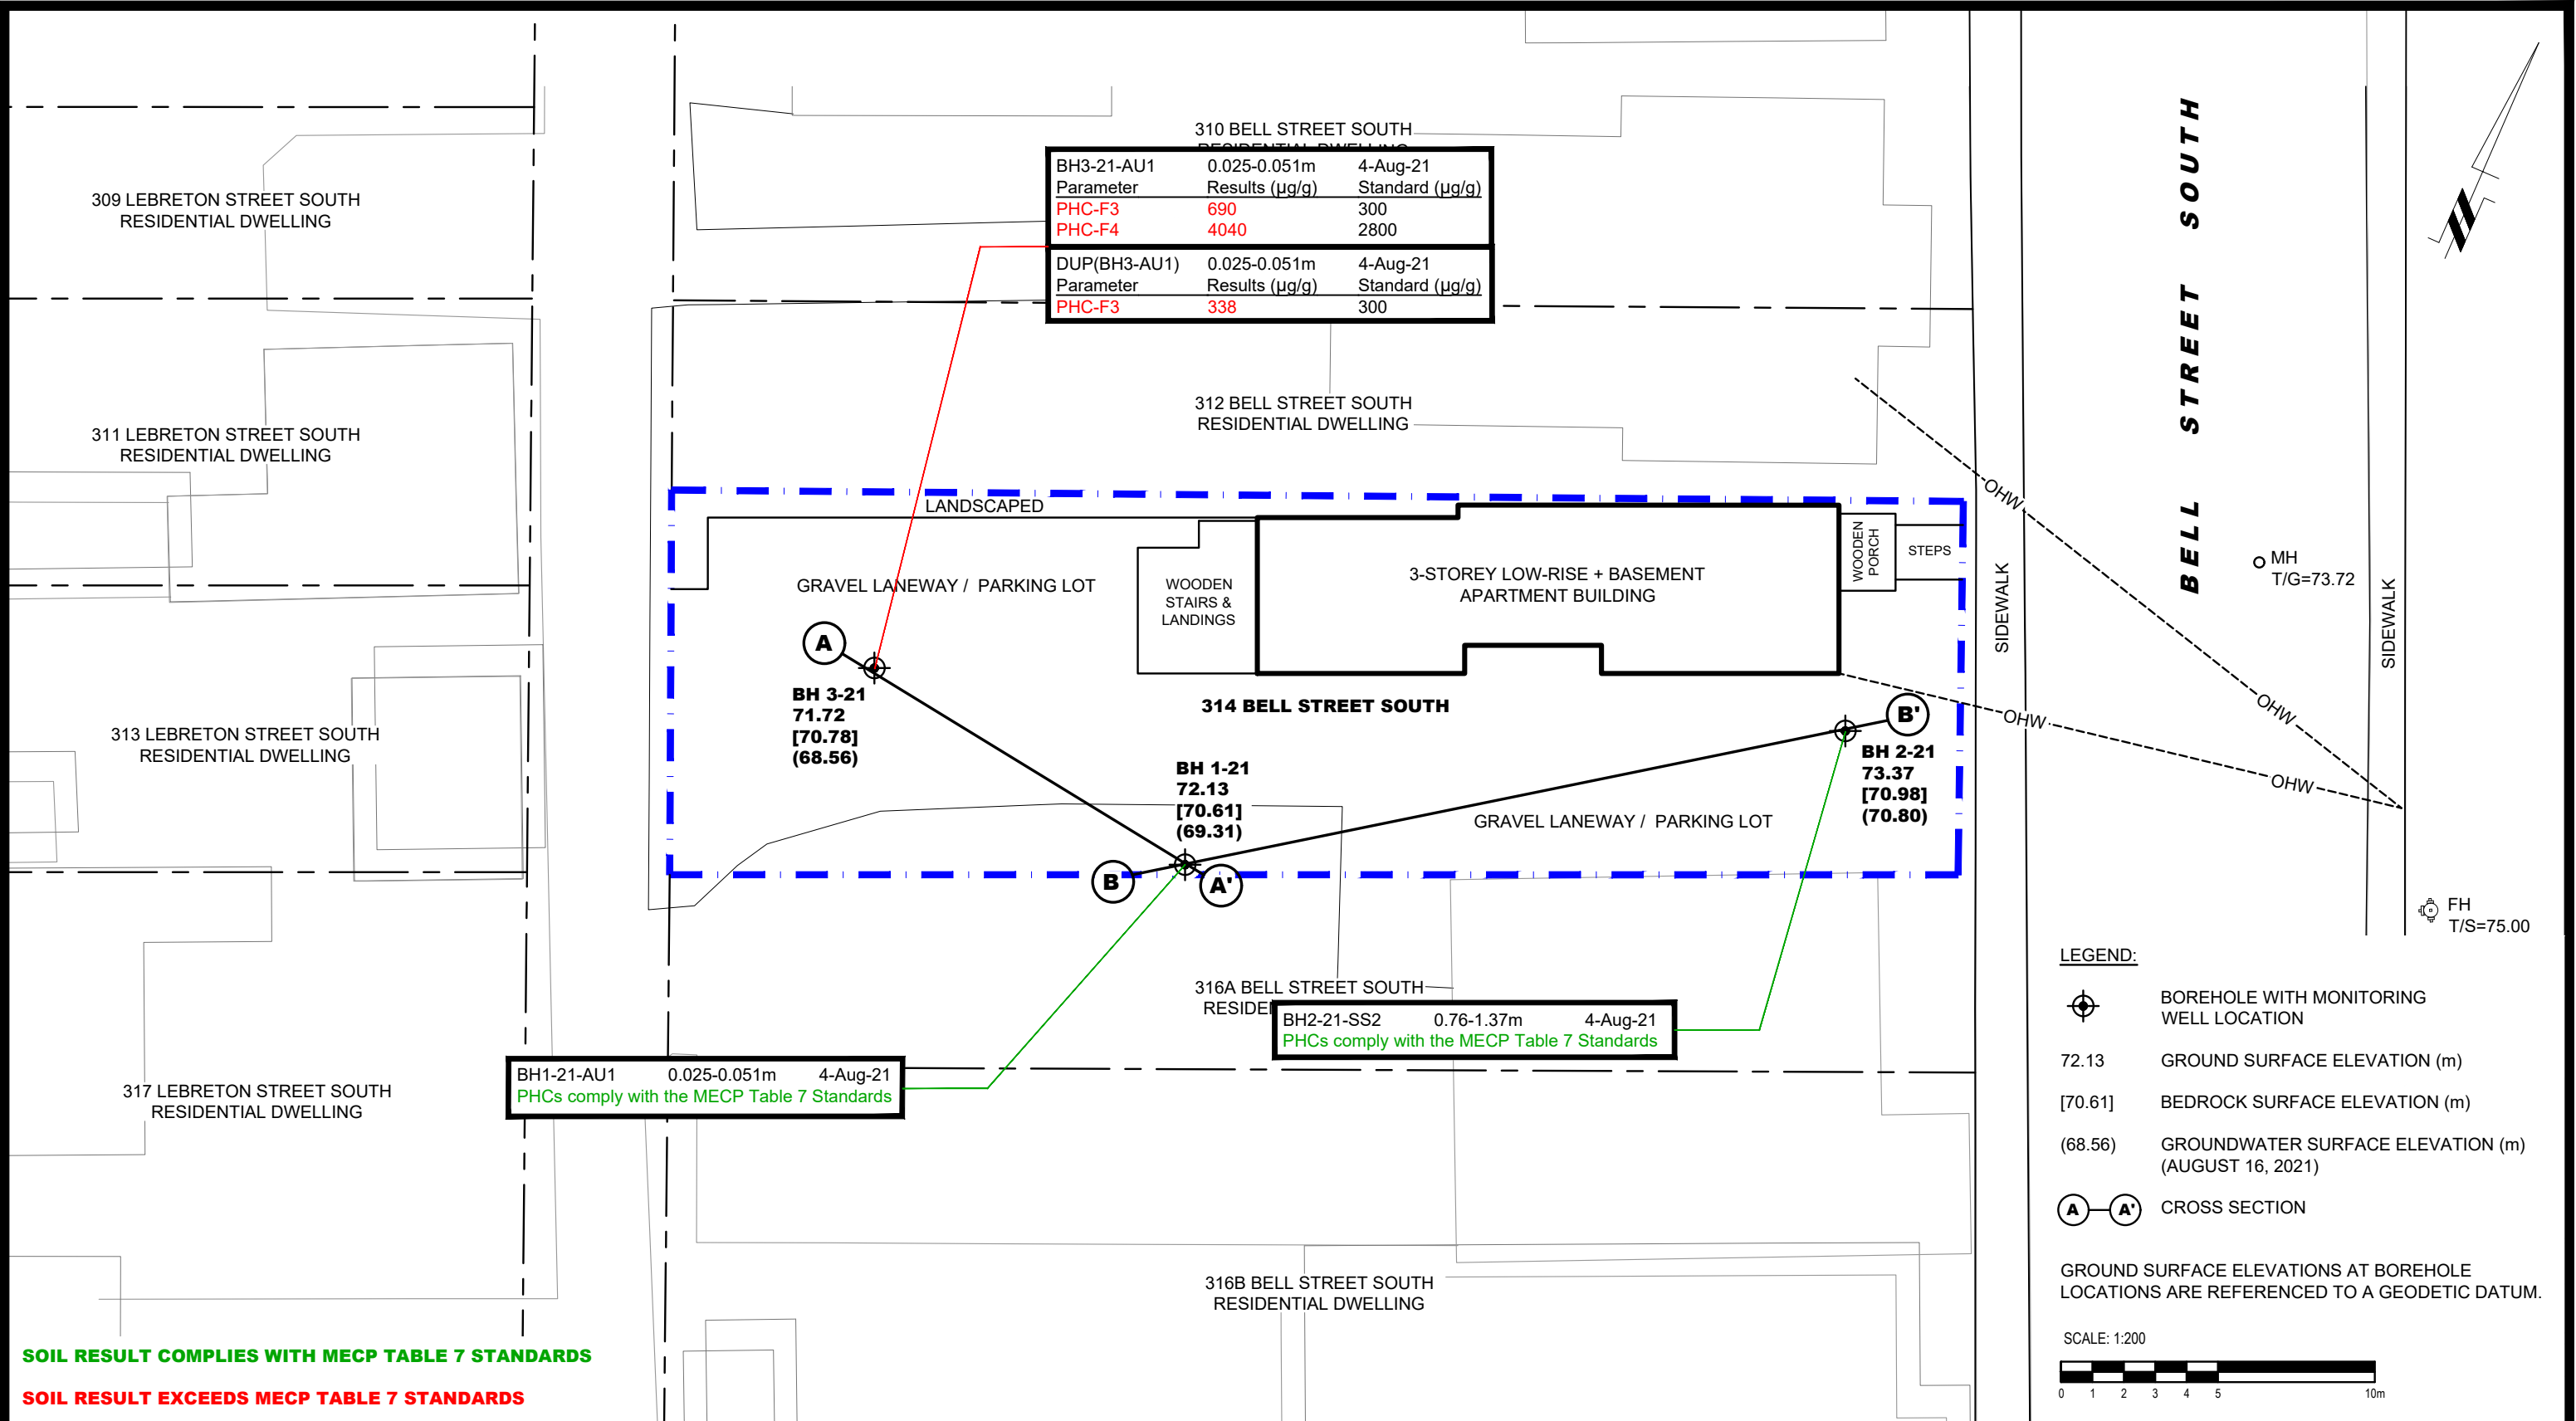 310 BELL STREET SOUTH
BH3-21-AU1 0.025-0.051m 4-Aug-21
Parameter Results (µg/g) Standard (µg/g)
PHC-F3 690 300
PHC-F4 4040 2800
DUP(BH3-AU1) 0.025-0.051m 4-Aug-21
Parameter Results (µg/g) Standard (µg/g)
PHC-F3 338 300
309 LEBRETON STREET SOUTH
RESIDENTIAL DWELLING
311 LEBRETON STREET SOUTH
RESIDENTIAL DWELLING
313 LEBRETON STREET SOUTH
RESIDENTIAL DWELLING
317 LEBRETON STREET SOUTH
RESIDENTIAL DWELLING
312 BELL STREET SOUTH
RESIDENTIAL DWELLING
LANDSCAPED
GRAVEL LANEWAY / PARKING LOT
WOODEN
STAIRS &
LANDINGS
3-STOREY LOW-RISE + BASEMENT
APARTMENT BUILDING
WOODEN
PORCH
STEPS
A
BH 3-21
71.72
[70.78]
(68.56)
314 BELL STREET SOUTH
BH 1-21
72.13
[70.61]
(69.31)
B
A'
B'
BH 2-21
73.37
[70.98]
(70.80)
GRAVEL LANEWAY / PARKING LOT
SIDEWALK
BELL STREET SOUTH
SIDEWALK
OHW
OHW
OHW
OHW
MH
T/G=73.72
FH
T/S=75.00
316A BELL STREET SOUTH
RESIDE
BH2-21-SS2 0.76-1.37m 4-Aug-21
PHCs comply with the MECP Table 7 Standards
BH1-21-AU1 0.025-0.051m 4-Aug-21
PHCs comply with the MECP Table 7 Standards
316B BELL STREET SOUTH
RESIDENTIAL DWELLING
LEGEND:
BOREHOLE WITH MONITORING
WELL LOCATION
72.13 GROUND SURFACE ELEVATION (m)
[70.61] BEDROCK SURFACE ELEVATION (m)
(68.56) GROUNDWATER SURFACE ELEVATION (m)
(AUGUST 16, 2021)
A A' CROSS SECTION
GROUND SURFACE ELEVATIONS AT BOREHOLE
LOCATIONS ARE REFERENCED TO A GEODETIC DATUM.
SCALE: 1:200
0 1 2 3 4 5 10m
SOIL RESULT COMPLIES WITH MECP TABLE 7 STANDARDS
SOIL RESULT EXCEEDS MECP TABLE 7 STANDARDS